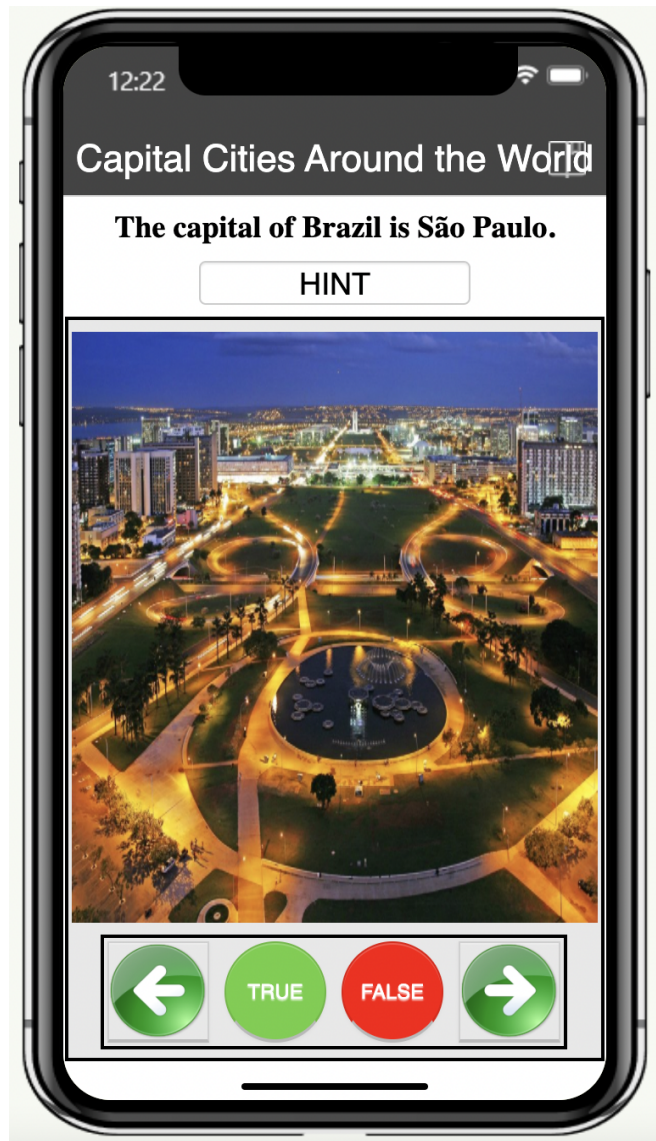 12:22
Capital Cities Around the World
The capital of Brazil is São Paulo.
HINT
TRUE
FALSE